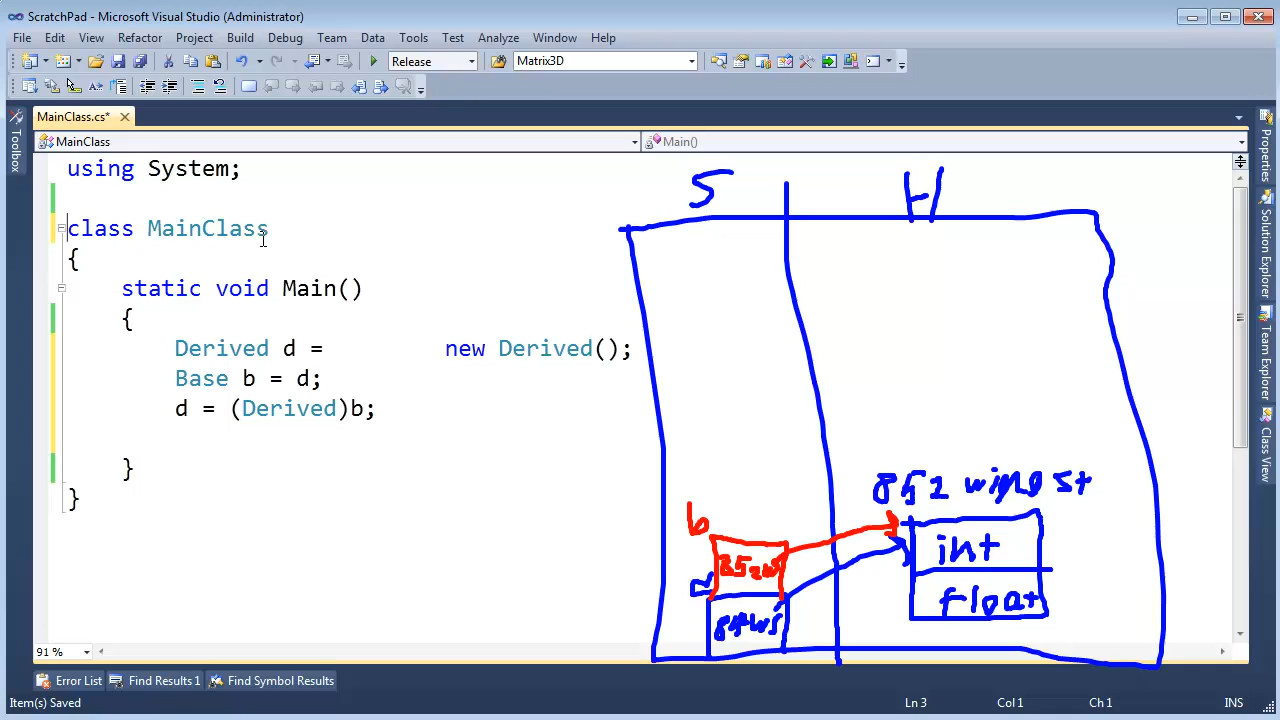 ScratchPad - Microsoft Visual Studio (Administrator)
File Edit View Refactor Project Build Debug Team Data Tools Test Analyze Window Help
Release Matrix3D
MainClass.cs*
MainClass Main()
Toolbox
Properties
Solution Explorer
Team Explorer
Class View
using System;
class MainClass
{
static void Main()
{
Derived d = new Derived();
Base b = d;
d = (Derived)b;
}
}
S H
852 wind st
b
int
float
91 %
Error List Find Results 1 Find Symbol Results
Item(s) Saved Ln 3 Col 1 Ch 1 INS